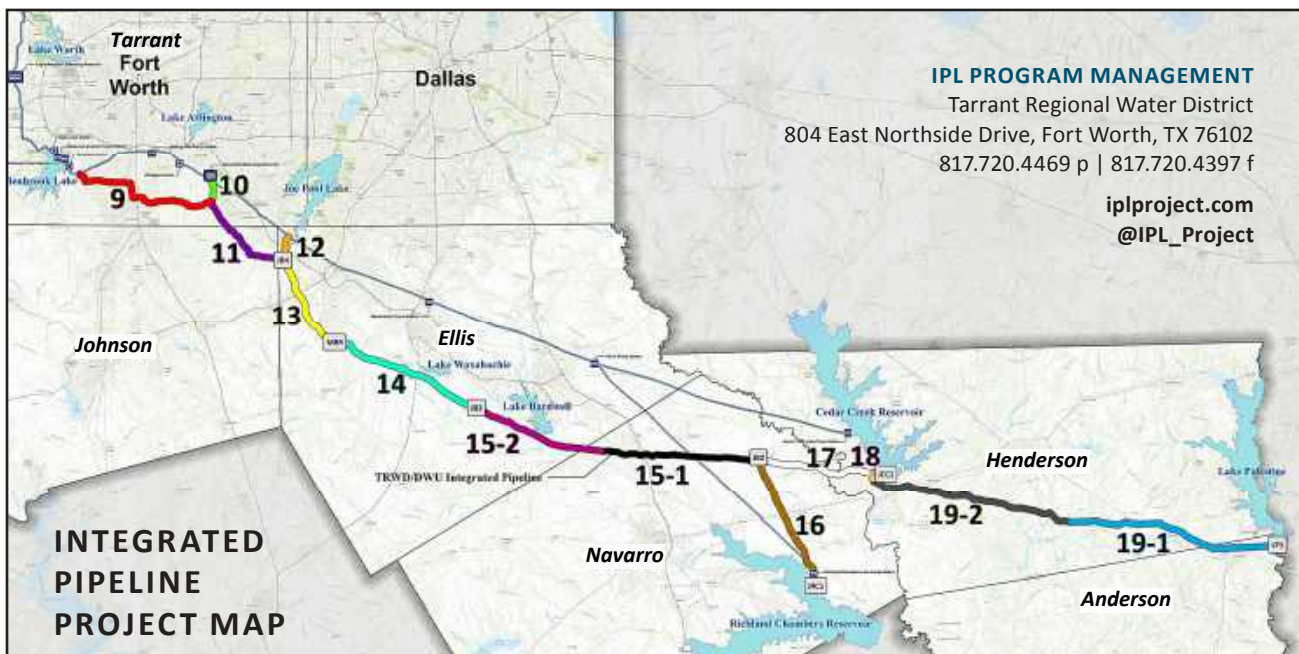 Tarrant
Fort
Worth
Lake Worth
Dallas
Lake Arlington
IPL PROGRAM MANAGEMENT
Tarrant Regional Water District
804 East Northside Drive, Fort Worth, TX 76102
817.720.4469 p | 817.720.4397 f
iplproject.com
@IPL_Project
10
Joe Pool Lake
9
11
12
13
Ellis
Johnson
14
Lake Waxahachie
Lake Bardwell
Cedar Creek Reservoir
15-2
17
18
Henderson
15-1
TRWD/DWU Integrated Pipeline
Lake Palestine
19-2
16
19-1
INTEGRATED
PIPELINE
PROJECT MAP
Navarro
Anderson
Richland Chambers Reservoir